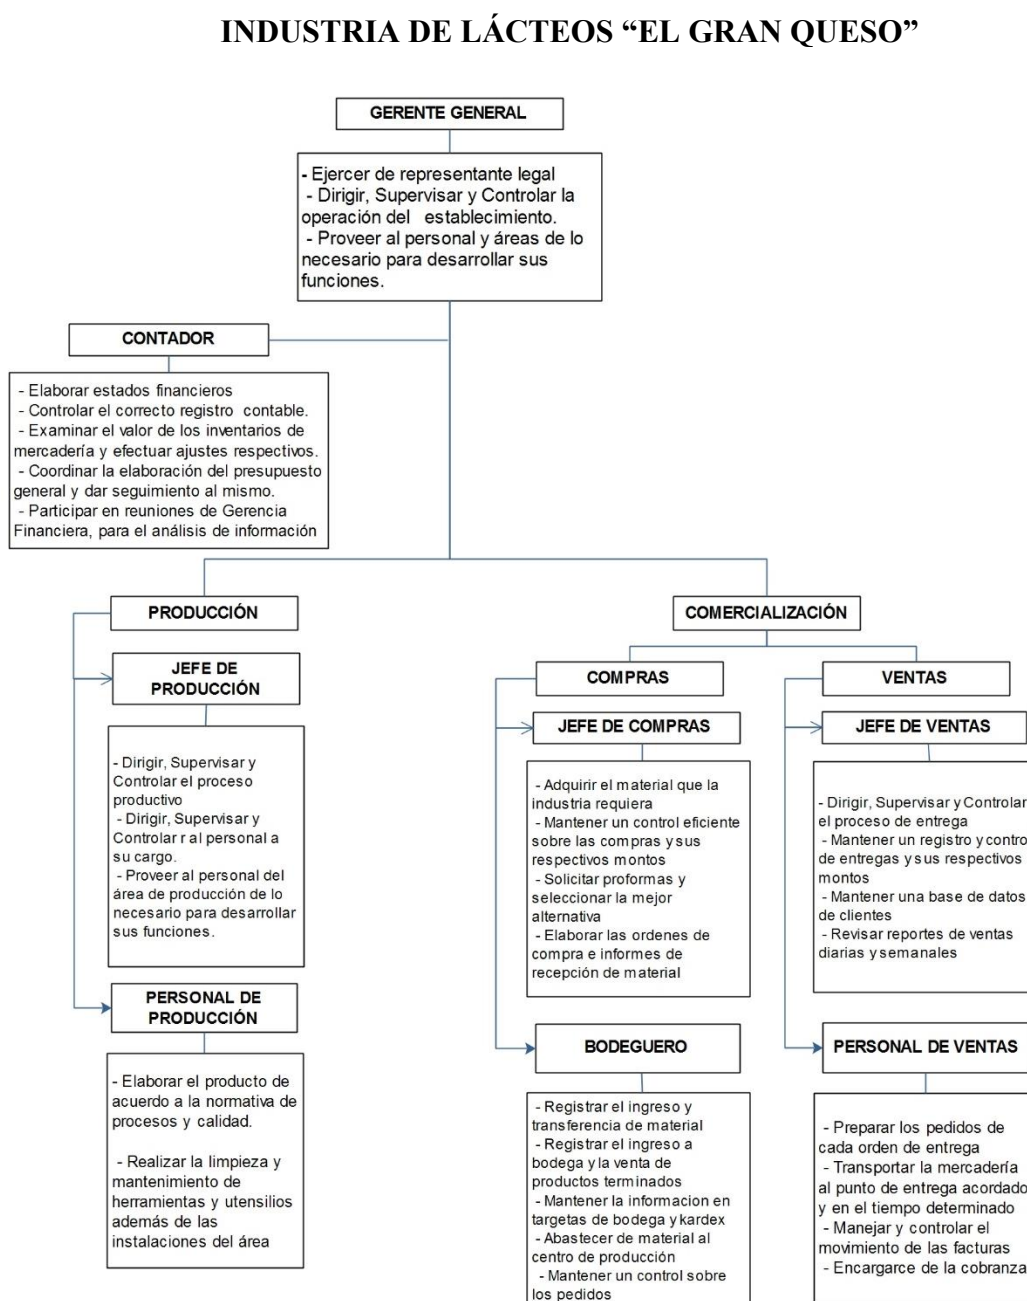 INDUSTRIA DE LÁCTEOS “EL GRAN QUESO”
GERENTE GENERAL
- Ejercer de representante legal
- Dirigir, Supervisar y Controlar la
operación del establecimiento.
- Proveer al personal y áreas de lo
necesario para desarrollar sus
funciones.
CONTADOR
- Elaborar estados financieros
- Controlar el correcto registro contable.
- Examinar el valor de los inventarios de
mercadería y efectuar ajustes respectivos.
- Coordinar la elaboración del presupuesto
general y dar seguimiento al mismo.
- Participar en reuniones de Gerencia
Financiera, para el análisis de información
PRODUCCIÓN
JEFE DE
PRODUCCIÓN
- Dirigir, Supervisar y
Controlar el proceso
productivo
- Dirigir, Supervisar y
Controlar r al personal a
su cargo.
- Proveer al personal del
área de producción de lo
necesario para desarrollar
sus funciones.
PERSONAL DE
PRODUCCIÓN
- Elaborar el producto de
acuerdo a la normativa de
procesos y calidad.
- Realizar la limpieza y
mantenimiento de
herramientas y utensilios
además de las
instalaciones del área
COMERCIALIZACIÓN
COMPRAS
JEFE DE COMPRAS
- Adquirir el material que la
industria requiera
- Mantener un control eficiente
sobre las compras y sus
respectivos montos
- Solicitar proformas y
seleccionar la mejor
alternativa
- Elaborar las ordenes de
compra e informes de
recepción de material
BODEGUERO
- Registrar el ingreso y
transferencia de material
- Registrar el ingreso a
bodega y la venta de
productos terminados
- Mantener la informacion en
targetas de bodega y kardex
- Abastecer de material al
centro de producción
- Mantener un control sobre
los pedidos
VENTAS
JEFE DE VENTAS
- Dirigir, Supervisar y Controlar
el proceso de entrega
- Mantener un registro y contro
de entregas y sus respectivos
montos
- Mantener una base de datos
de clientes
- Revisar reportes de ventas
diarias y semanales
PERSONAL DE VENTAS
- Preparar los pedidos de
cada orden de entrega
- Transportar la mercadería
al punto de entrega acordado
y en el tiempo determinado
- Manejar y controlar el
movimiento de las facturas
- Encargarce de la cobranza